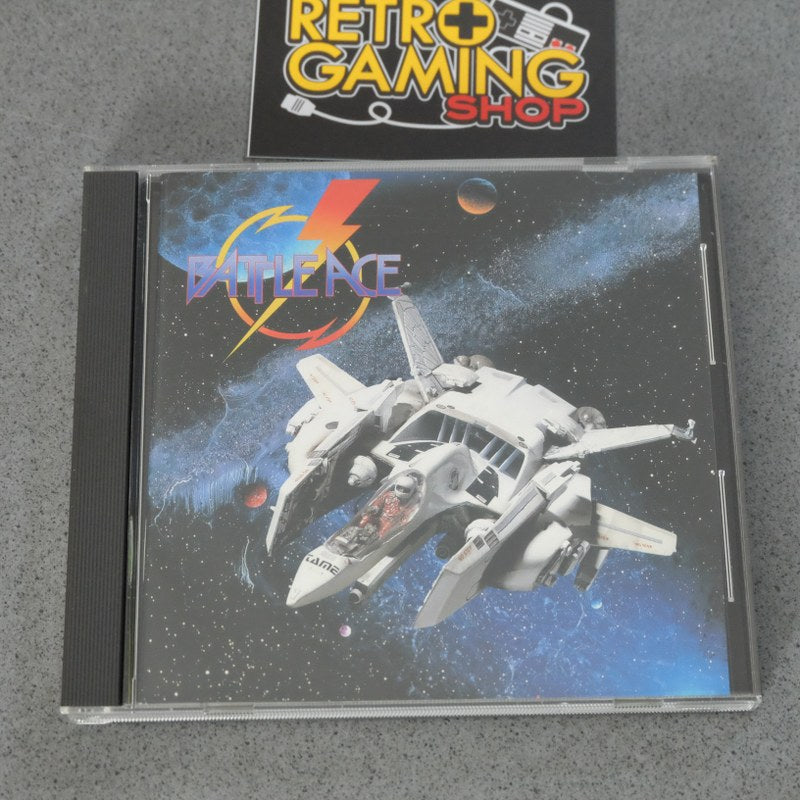 RETRO
GAMING
SHOP
BATTLE ACE